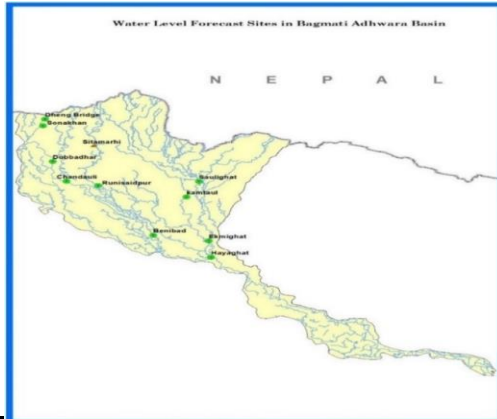 Water Level Forecast Sites in Bagmati Adhwara Basin
N E P A L
Dheng Bridge
Sonakhan
Sitamarhi
Dubbadhar
Chandauli
Runisaidpur
Saulighat
Kamtaul
Benibad
Ekmighat
Hayaghat